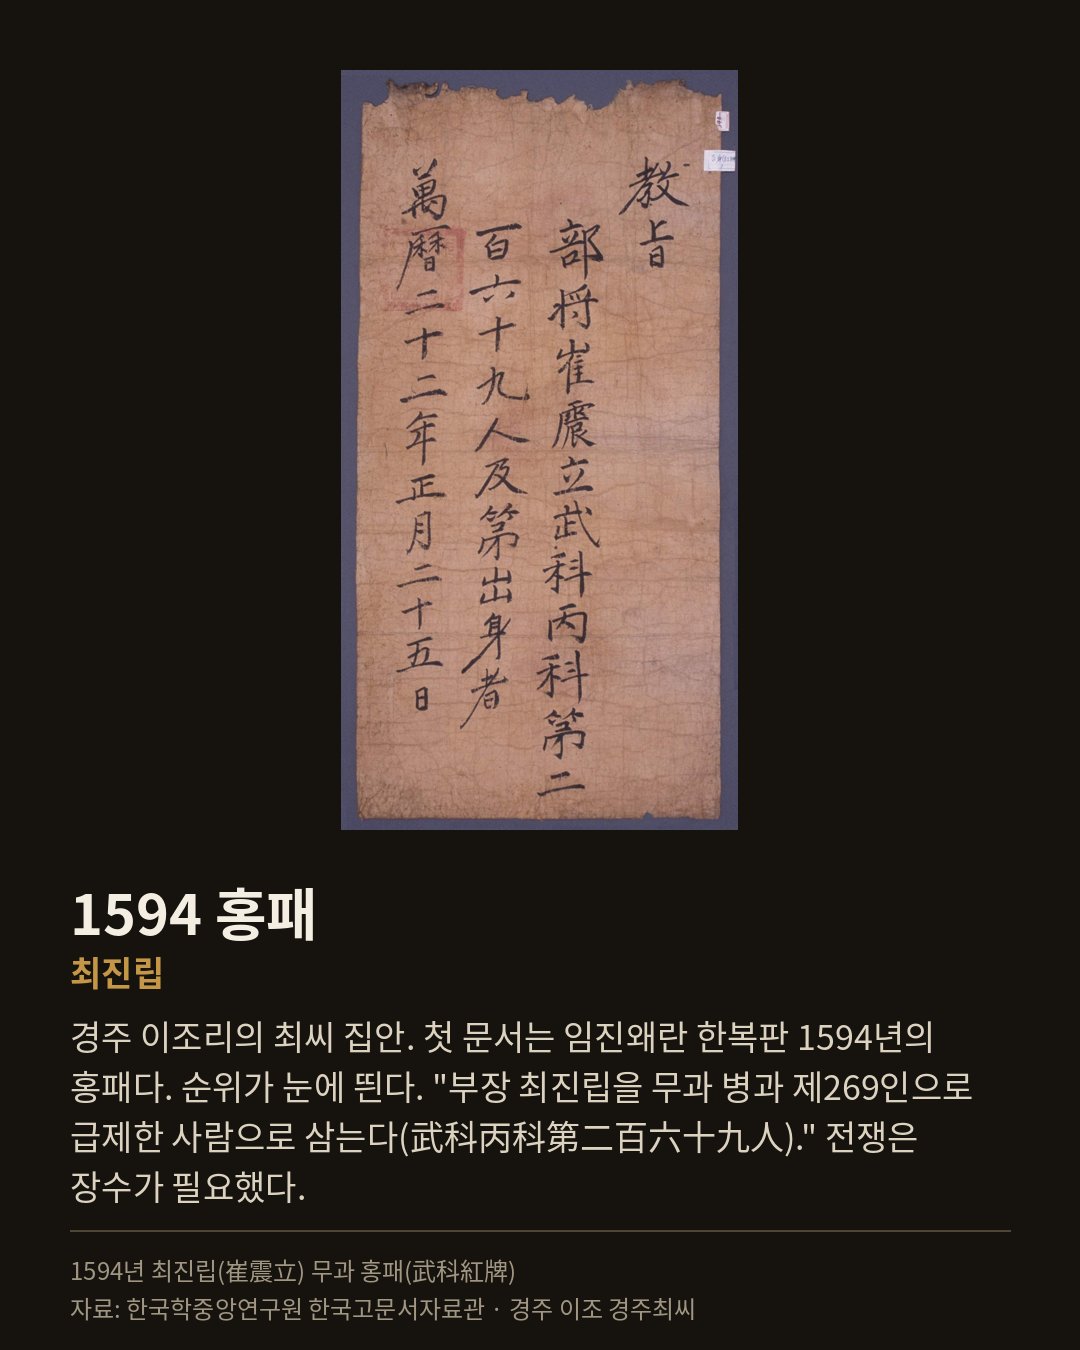 教旨
部将崔震立武科丙科第二
百六十九人及第出身者
萬曆二十二年正月二十五日
1594 홍패
최진립
경주 이조리의 최씨 집안. 첫 문서는 임진왜란 한복판 1594년의
홍패다. 순위가 눈에 띈다. "부장 최진립을 무과 병과 제269인으로
급제한 사람으로 삼는다(武科丙科第二百六十九人)." 전쟁은
장수가 필요했다.
1594년 최진립(崔震立) 무과 홍패(武科紅牌)
자료: 한국학중앙연구원 한국고문서자료관 · 경주 이조 경주최씨